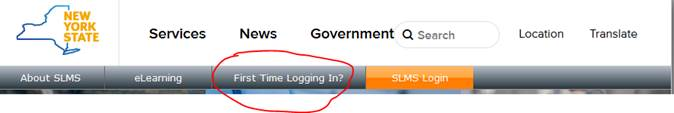 NEW
YORK
STATE
Services News Government Search Location Translate
About SLMS eLearning First Time Logging In? SLMS Login